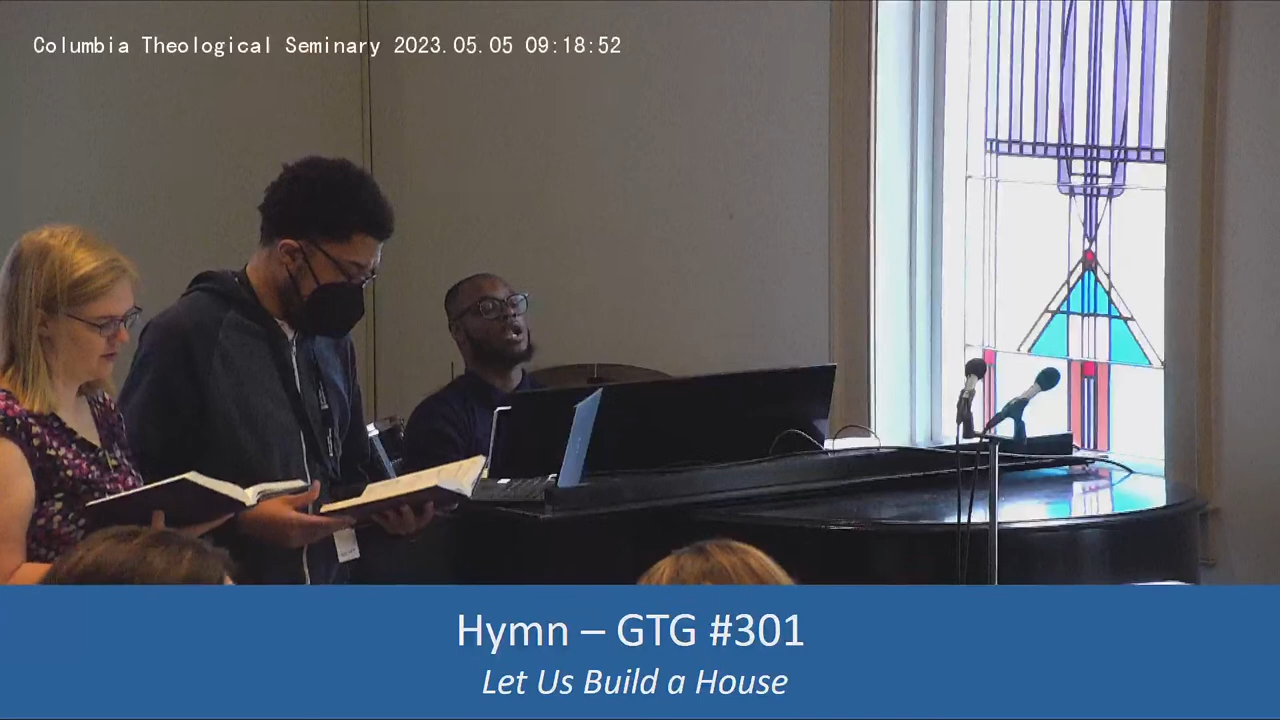 Columbia Theological Seminary 2023.05.05 09:18:52
Hymn – GTG #301
Let Us Build a House